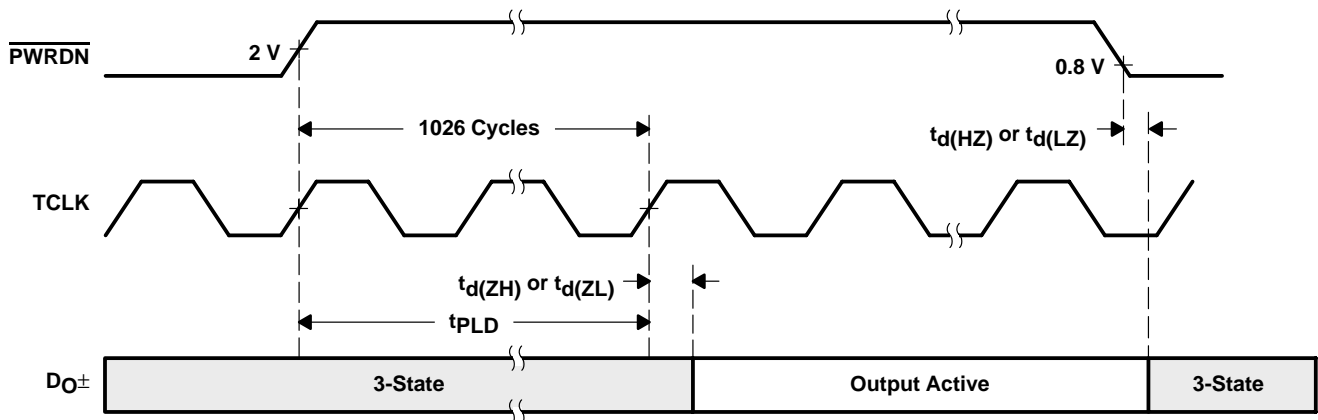 PWRDN
2 V
0.8 V
1026 Cycles
td(HZ) or td(LZ)
TCLK
td(ZH) or td(ZL)
tPLD
DO±
3-State
Output Active
3-State